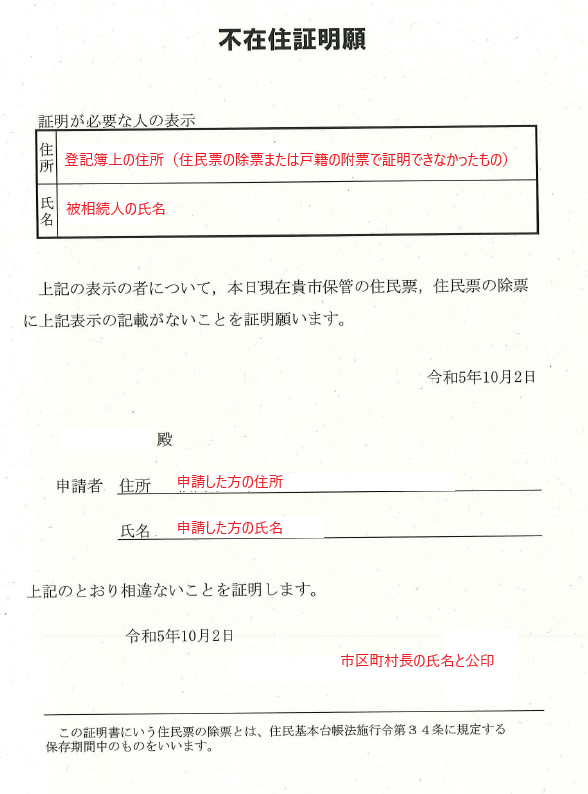 不在住証明願
証明が必要な人の表示
住所 登記簿上の住所（住民票の除票または戸籍の附票で証明できなかったもの）
氏名 被相続人の氏名
上記の表示の者について，本日現在貴市保管の住民票，住民票の除票
に上記表示の記載がないことを証明願います。
令和5年10月2日
殿
申請者 住所 申請した方の住所
氏名 申請した方の氏名
上記のとおり相違ないことを証明します。
令和5年10月2日
市区町村長の氏名と公印
この証明書にいう住民票の除票とは、住民基本台帳法施行令第３４条に規定する
保存期間中のものをいいます。